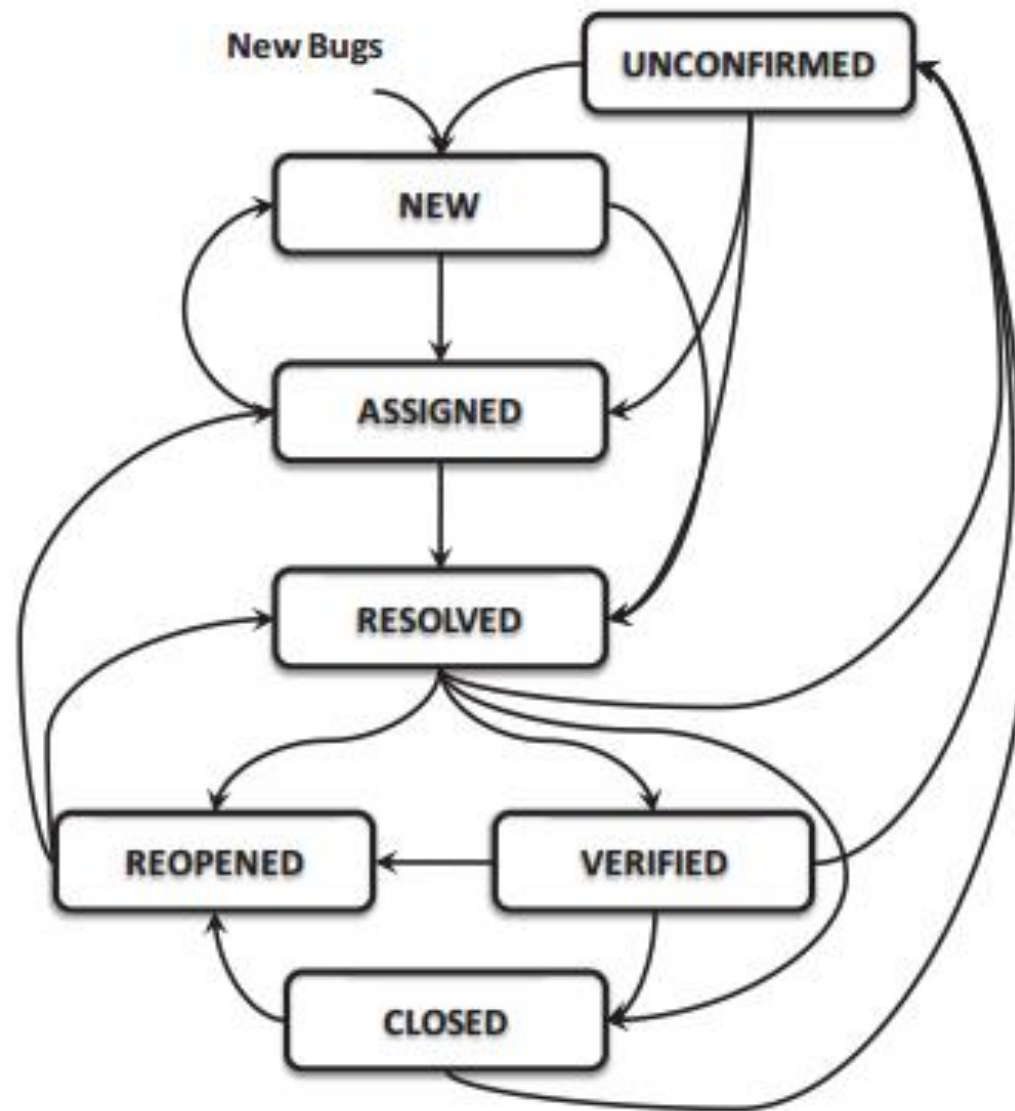 New Bugs
UNCONFIRMED
NEW
ASSIGNED
RESOLVED
REOPENED
VERIFIED
CLOSED